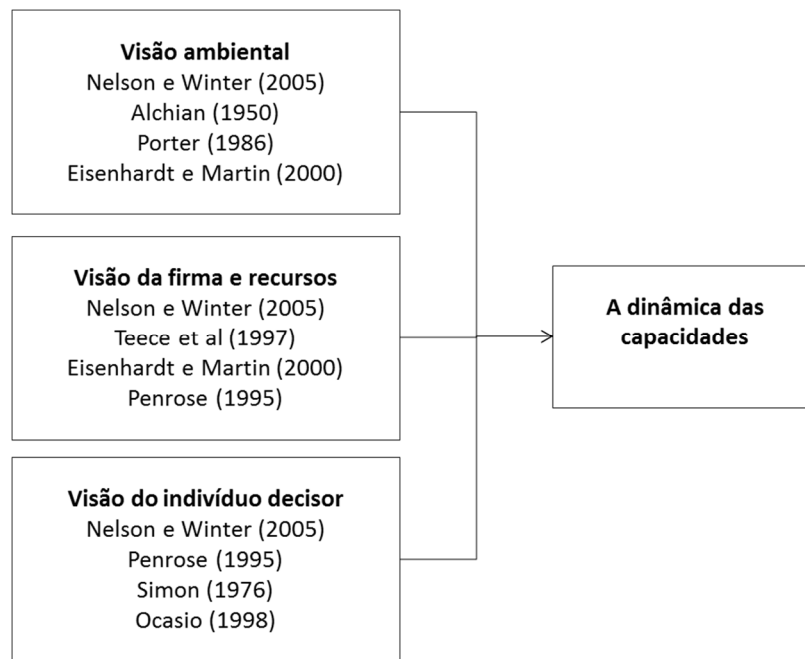 Visão ambiental
Nelson e Winter (2005)
Alchian (1950)
Porter (1986)
Eisenhardt e Martin (2000)
Visão da firma e recursos
Nelson e Winter (2005)
Teece et al (1997)
Eisenhardt e Martin (2000)
Penrose (1995)
Visão do indivíduo decisor
Nelson e Winter (2005)
Penrose (1995)
Simon (1976)
Ocasio (1998)
A dinâmica das
capacidades